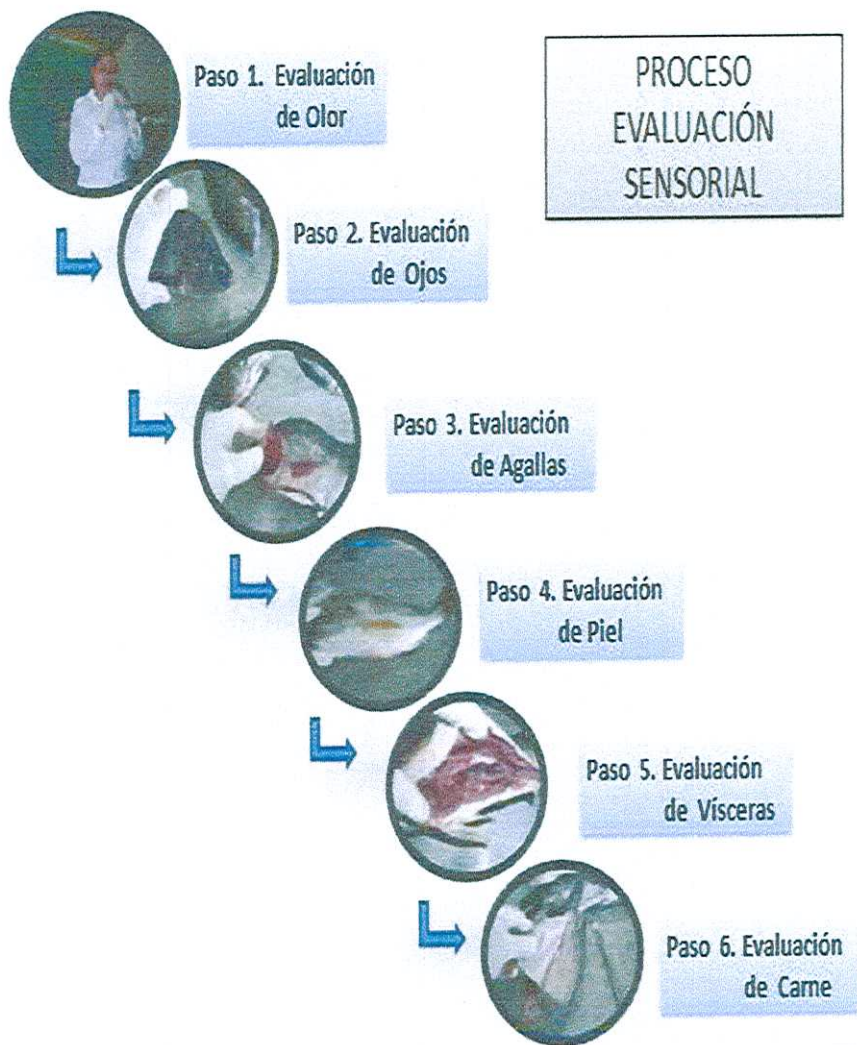 PROCESO
EVALUACIÓN
SENSORIAL
Paso 1. Evaluación
de Olor
Paso 2. Evaluación
de Ojos
Paso 3. Evaluación
de Agallas
Paso 4. Evaluación
de Piel
Paso 5. Evaluación
de Vísceras
Paso 6. Evaluación
de Carne